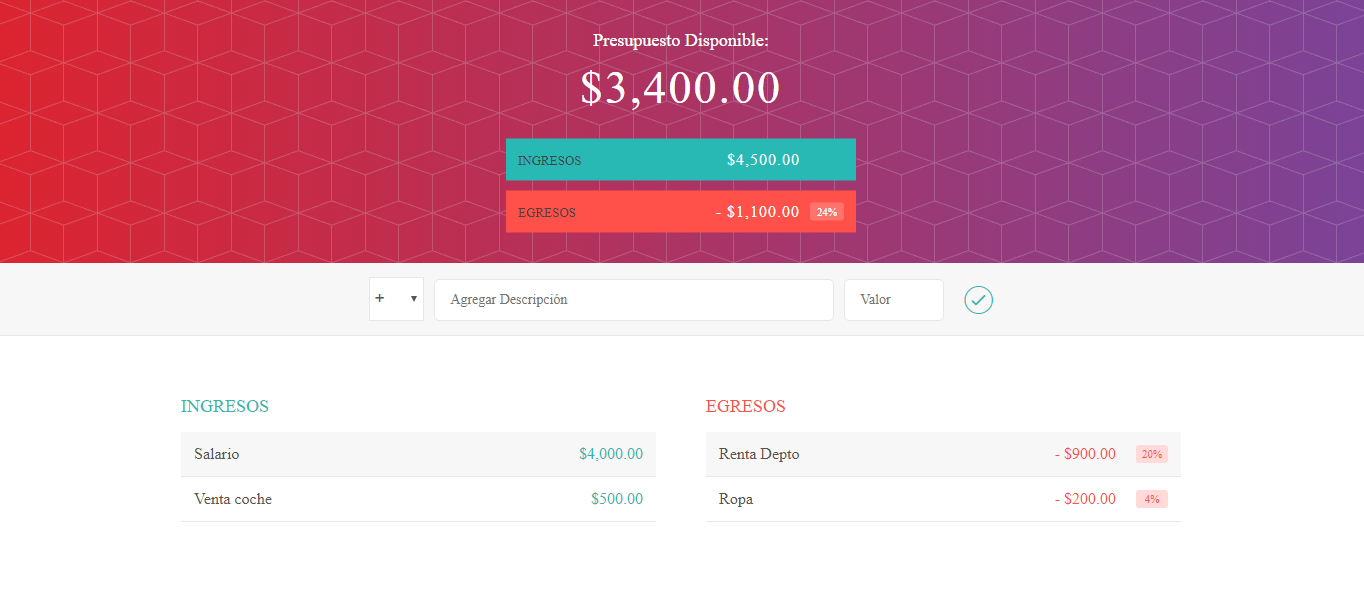 Presupuesto Disponible:
$3,400.00
INGRESOS $4,500.00
EGRESOS - $1,100.00 24%
+ Agregar Descripción Valor
INGRESOS
Salario $4,000.00
Venta coche $500.00
EGRESOS
Renta Depto - $900.00 20%
Ropa - $200.00 4%